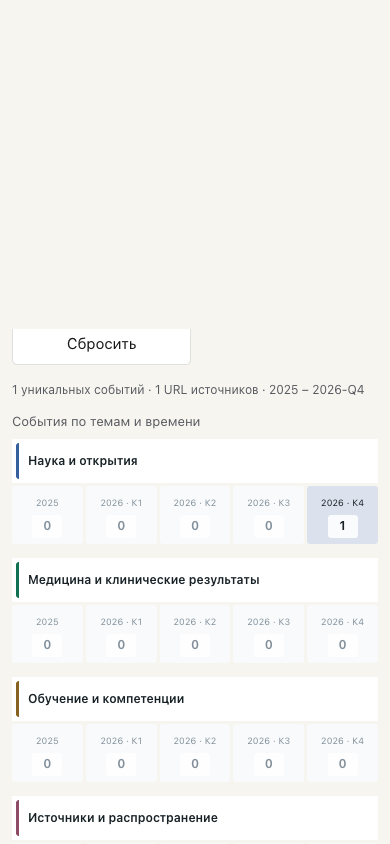 Сбросить
1 уникальных событий · 1 URL источников · 2025 – 2026-Q4
События по темам и времени
Наука и открытия
2025 2026 · К1 2026 · К2 2026 · К3 2026 · К4
0 0 0 0 1
Медицина и клинические результаты
2025 2026 · К1 2026 · К2 2026 · К3 2026 · К4
0 0 0 0 0
Обучение и компетенции
2025 2026 · К1 2026 · К2 2026 · К3 2026 · К4
0 0 0 0 0
Источники и распространение